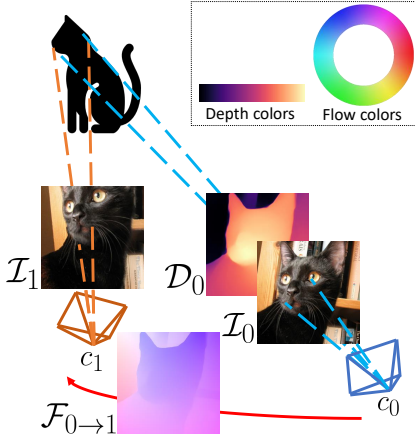 Depth colors
Flow colors
𝓘₁
𝓓₀
𝓘₀
c₁
c₀
𝓕₀→₁